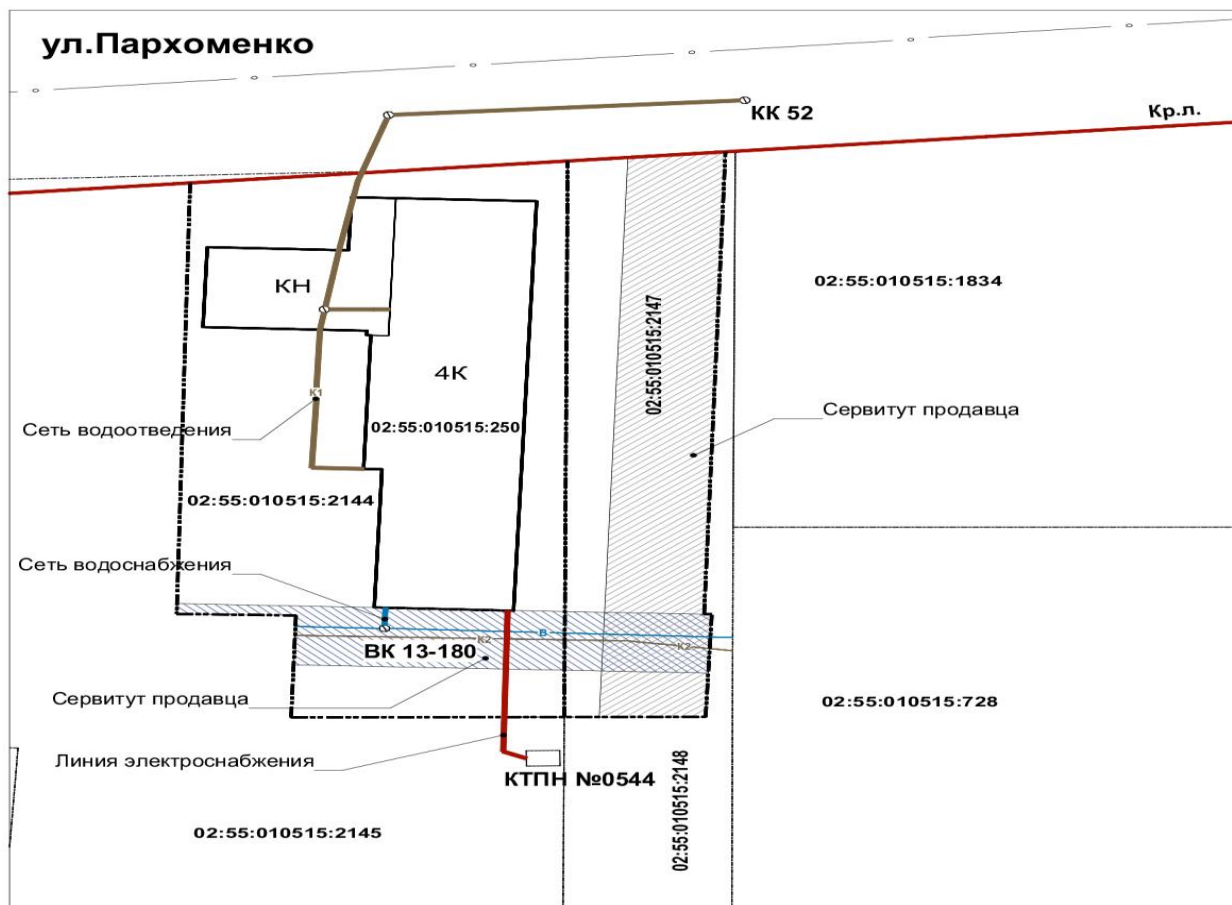 ул.Пархоменко
КК 52
Кр.л.
КН
02:55:010515:1834
02:55:010515:2147
4К
К1
Сервитут продавца
Сеть водоотведения
02:55:010515:250
02:55:010515:2144
Сеть водоснабжения
В
К2
К2
ВК 13-180
Сервитут продавца
02:55:010515:728
Линия электроснабжения
КТПН №0544
02:55:010515:2148
02:55:010515:2145